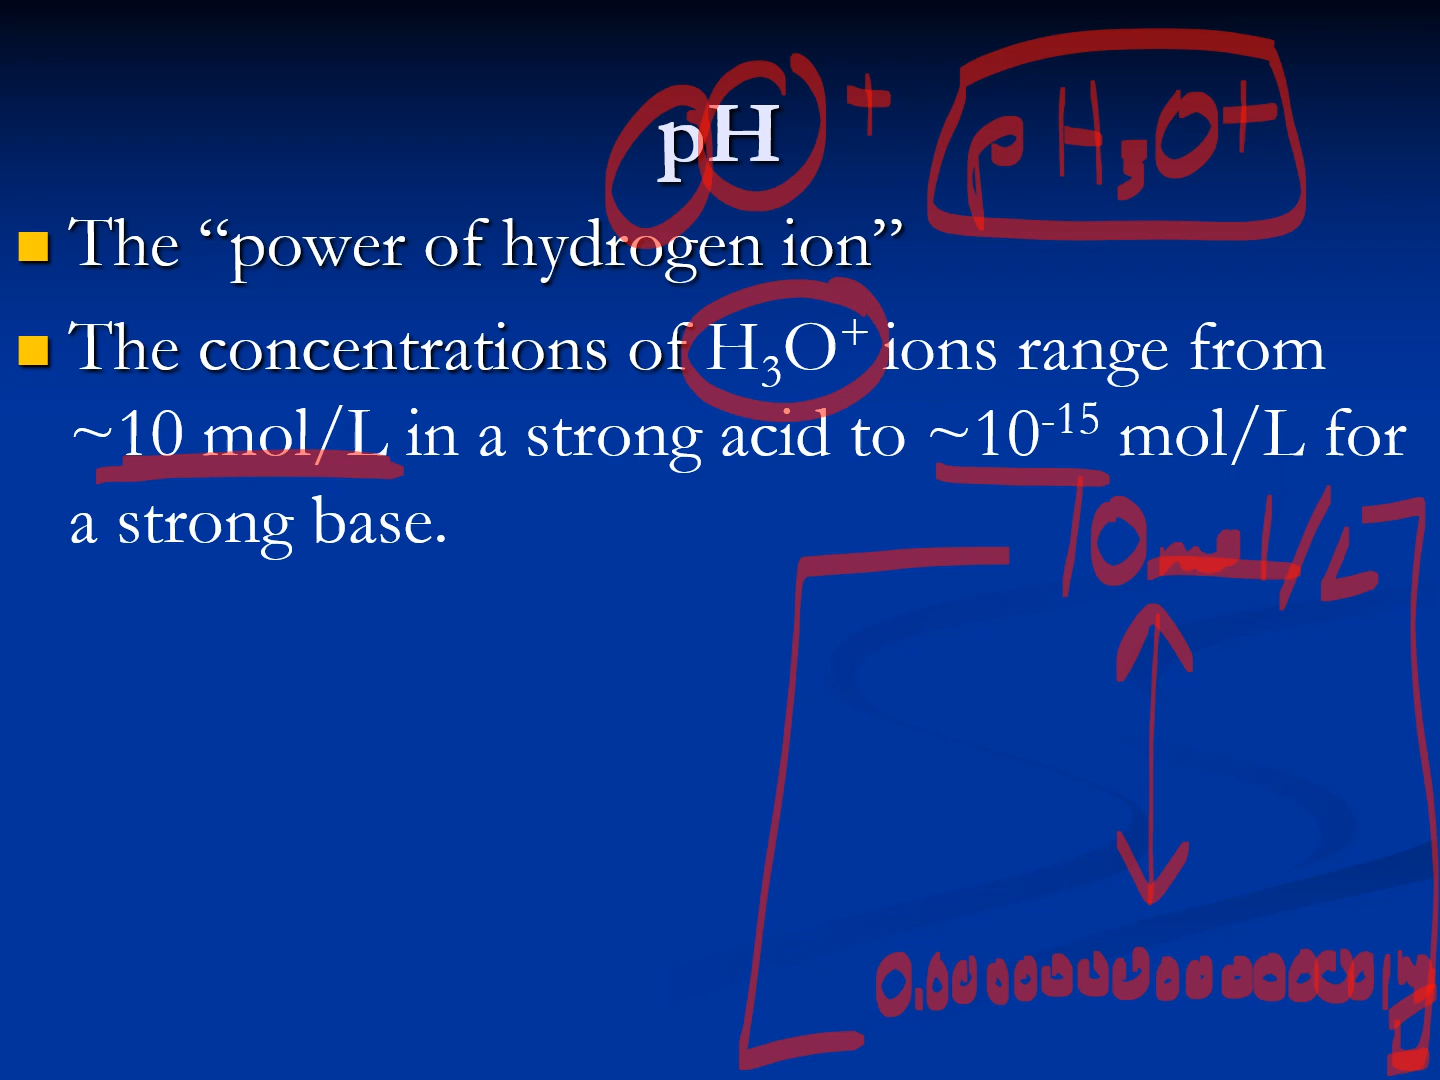 pH +
pH₃O+
The “power of hydrogen ion”
The concentrations of H₃O⁺ ions range from
~10 mol/L in a strong acid to ~10⁻¹⁵ mol/L for
a strong base.
10 mol/L